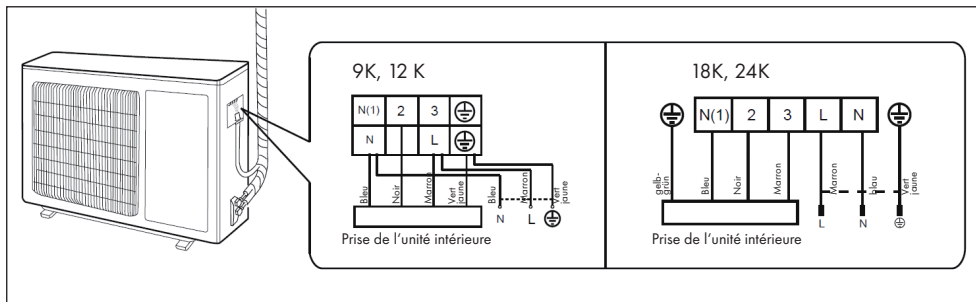 9K, 12 K
N(1) 2 3
N L
Bleu
Noir
Marron
Vert
jaune
Bleu
Marron
Vert
jaune
N L
Prise de l'unité intérieure
18K, 24K
N(1) 2 3 L N
gelb-
grün
Bleu
Noir
Marron
Marron
blau
Vert
jaune
L N
Prise de l'unité intérieure